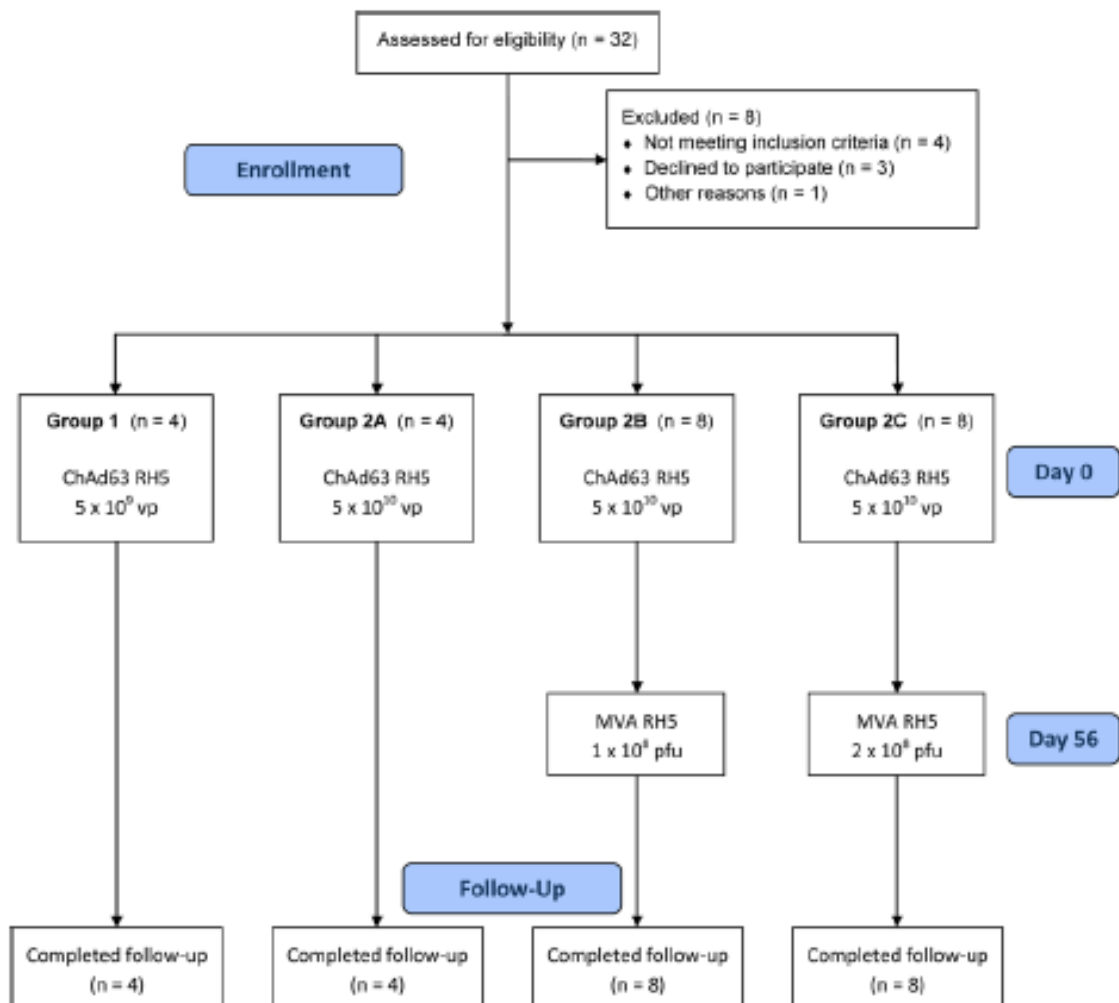 Assessed for eligibility (n = 32)
Excluded (n = 8)
♦ Not meeting inclusion criteria (n = 4)
♦ Declined to participate (n = 3)
♦ Other reasons (n = 1)
Enrollment
Group 1 (n = 4)
ChAd63 RH5
5 x 10⁹ vp
Group 2A (n = 4)
ChAd63 RH5
5 x 10¹⁰ vp
Group 2B (n = 8)
ChAd63 RH5
5 x 10¹⁰ vp
Group 2C (n = 8)
ChAd63 RH5
5 x 10¹⁰ vp
Day 0
MVA RH5
1 x 10⁸ pfu
MVA RH5
2 x 10⁸ pfu
Day 56
Follow-Up
Completed follow-up
(n = 4)
Completed follow-up
(n = 4)
Completed follow-up
(n = 8)
Completed follow-up
(n = 8)